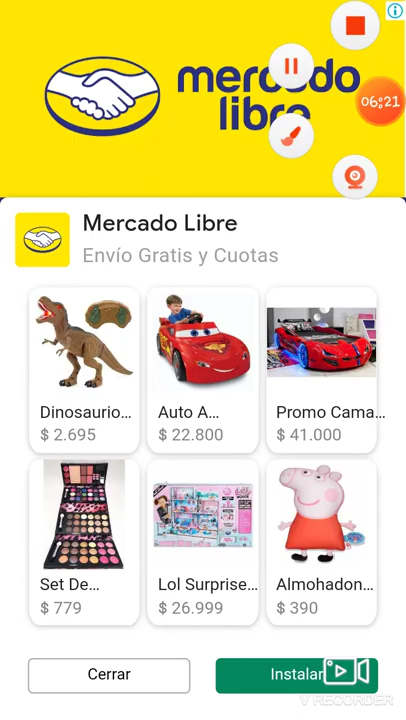 mercado
libre
06:21
Mercado Libre
Envío Gratis y Cuotas
Dinosaurio...
Auto A...
Promo Cama...
$ 2.695
$ 22.800
$ 41.000
Set De...
Lol Surprise...
Almohadon...
$ 779
$ 26.999
$ 390
Cerrar
Instalar
V RECORDER